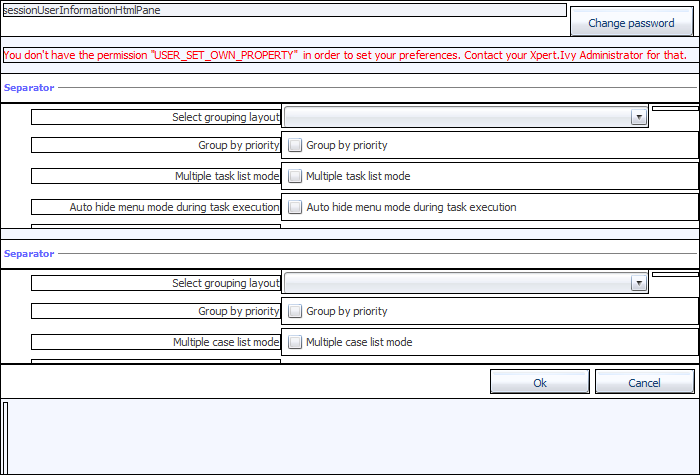 sessionUserInformationHtmlPane
Change password
You don't have the permission "USER_SET_OWN_PROPERTY" in order to set your preferences. Contact your Xpert.Ivy Administrator for that.
Separator
Select grouping layout
Group by priority Group by priority
Multiple task list mode Multiple task list mode
Auto hide menu mode during task execution Auto hide menu mode during task execution
Separator
Select grouping layout
Group by priority Group by priority
Multiple case list mode Multiple case list mode
Ok Cancel